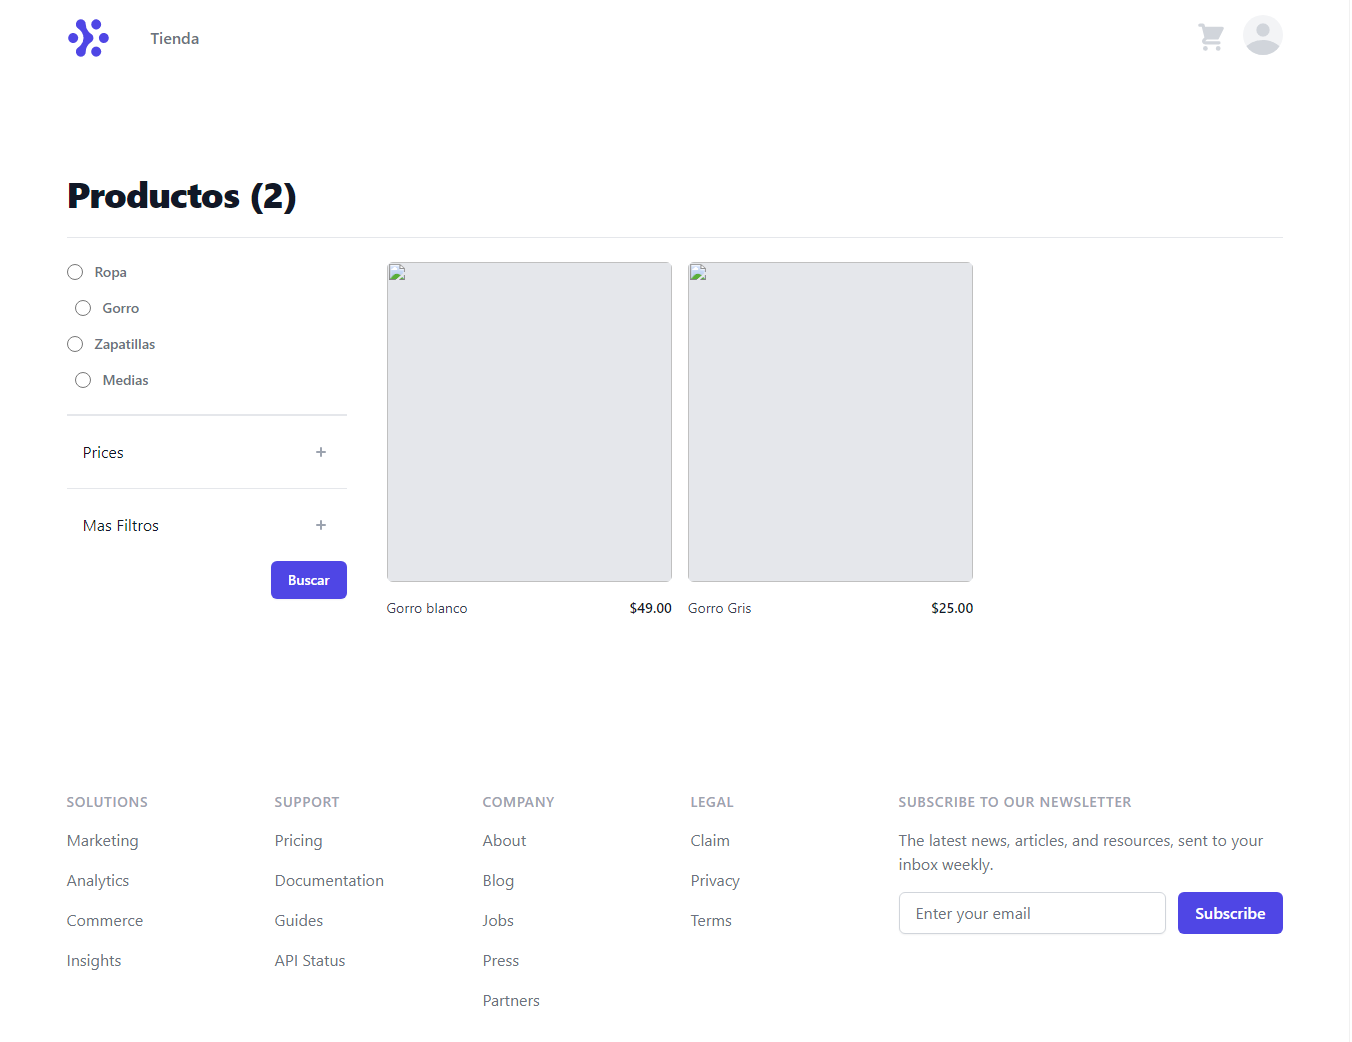 Tienda
Productos (2)
Ropa
Gorro
Zapatillas
Medias
Prices +
Mas Filtros +
Buscar
Gorro blanco $49.00
Gorro Gris $25.00
SOLUTIONS
Marketing
Analytics
Commerce
Insights
SUPPORT
Pricing
Documentation
Guides
API Status
COMPANY
About
Blog
Jobs
Press
Partners
LEGAL
Claim
Privacy
Terms
SUBSCRIBE TO OUR NEWSLETTER
The latest news, articles, and resources, sent to your
inbox weekly.
Enter your email
Subscribe